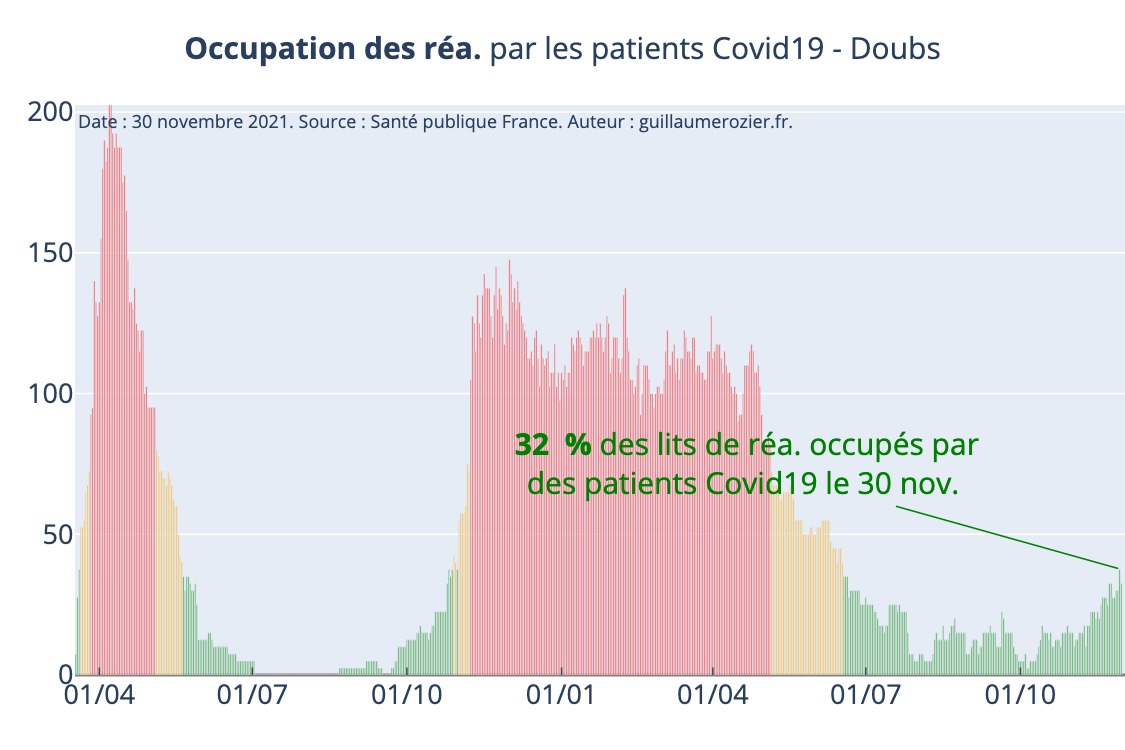 Occupation des réa. par les patients Covid19 - Doubs
200
Date : 30 novembre 2021. Source : Santé publique France. Auteur : guillaumerozier.fr.
150
100
32 % des lits de réa. occupés par
des patients Covid19 le 30 nov.
50
0
01/04 01/07 01/10 01/01 01/04 01/07 01/10